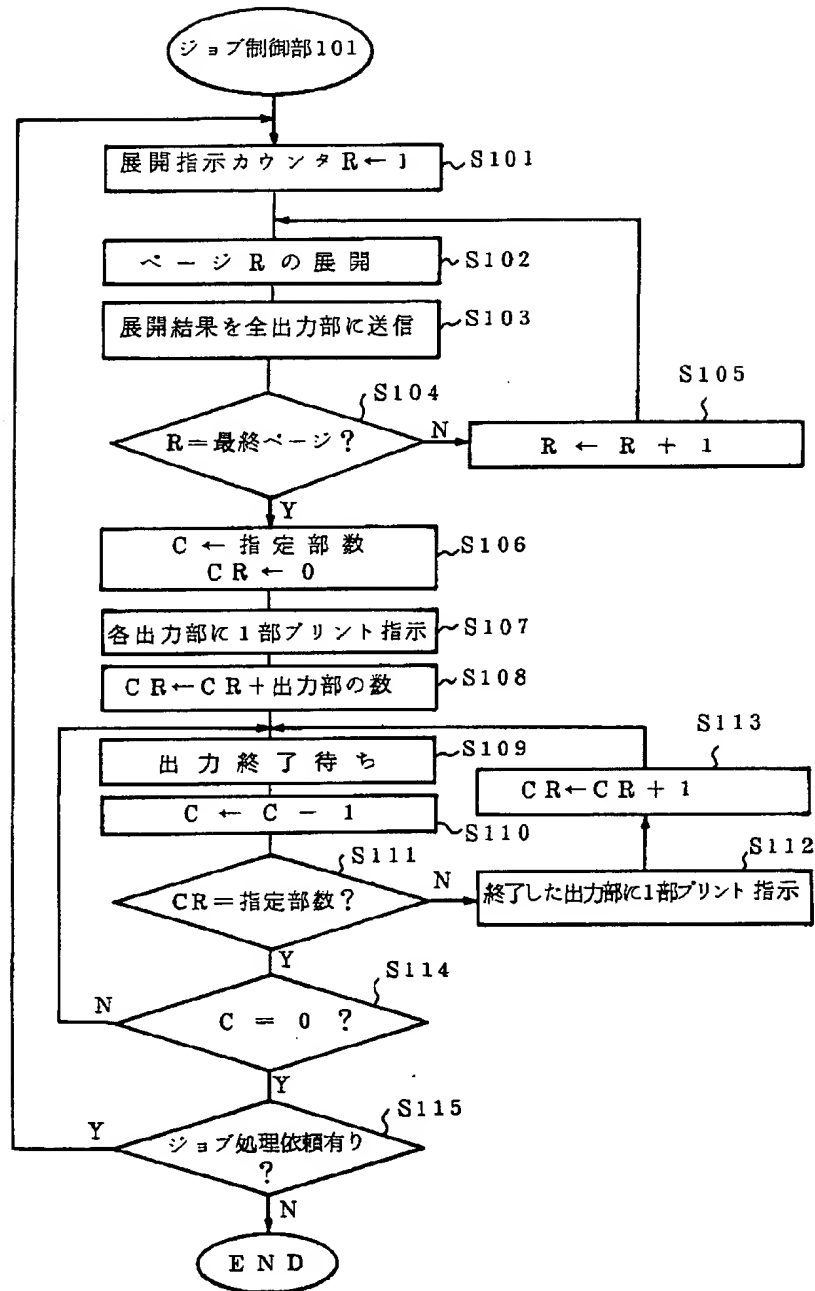 ジョブ制御部101
展開指示カウンタR←1
S101
ページRの展開
S102
展開結果を全出力部に送信
S103
S104
R=最終ページ?
N
Y
S105
R ← R + 1
C ← 指定部数
CR ← 0
S106
各出力部に1部プリント指示
S107
CR←CR+出力部の数
S108
出力終了待ち
S109
C ← C - 1
S110
S111
CR=指定部数?
N
Y
S112
終了した出力部に1部プリント指示
S113
CR←CR+1
S114
C = 0 ?
N
Y
S115
ジョブ処理依頼有り
?
Y
N
END